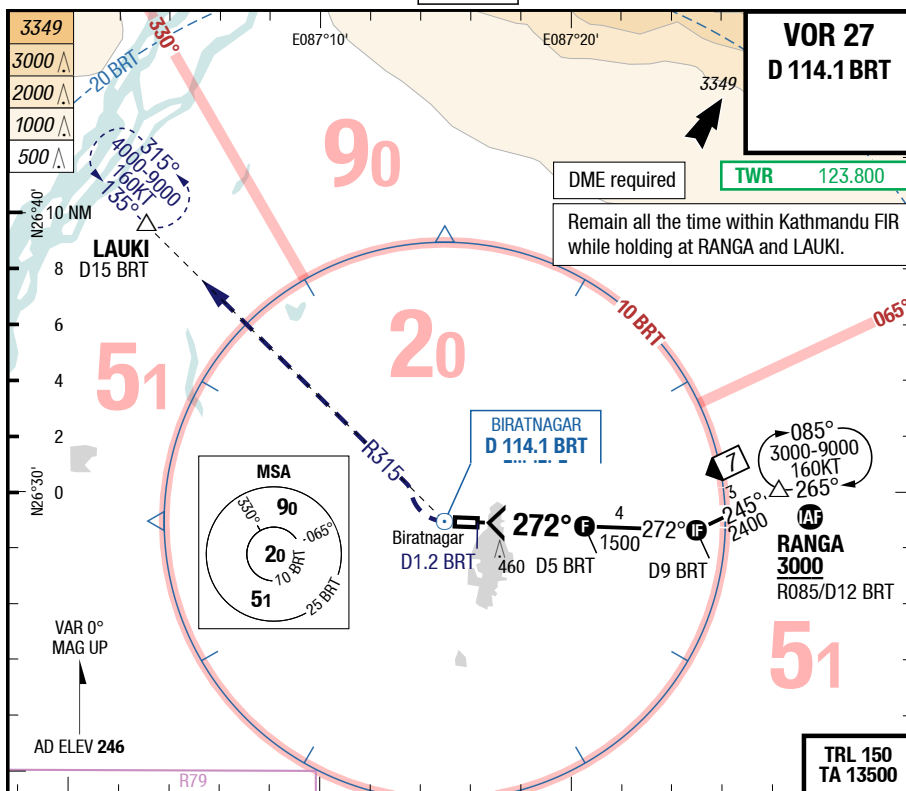 3349
3000
2000
1000
500
-20 BRT
330°
E087°10'
E087°20'
VOR 27
D 114.1 BRT
3349
DME required
TWR 123.800
Remain all the time within Kathmandu FIR
while holding at RANGA and LAUKI.
90
315°
4000-9000
160KT
135°
N26°40'
10 NM
LAUKI
D15 BRT
8
6
4
2
0
N26°30'
51
20
10 BRT
065°
R315
BIRATNAGAR
D 114.1 BRT
7
085°
3000-9000
160KT
265°
3
245°
2400
IAF
RANGA
3000
R085/D12 BRT
Biratnagar
D1.2 BRT
272°
F
4
1500
272°
IF
460
D5 BRT
D9 BRT
MSA
90
330°
-065°
20
70 BRT
51
25 BRT
51
VAR 0°
MAG UP
AD ELEV 246
R79
TRL 150
TA 13500